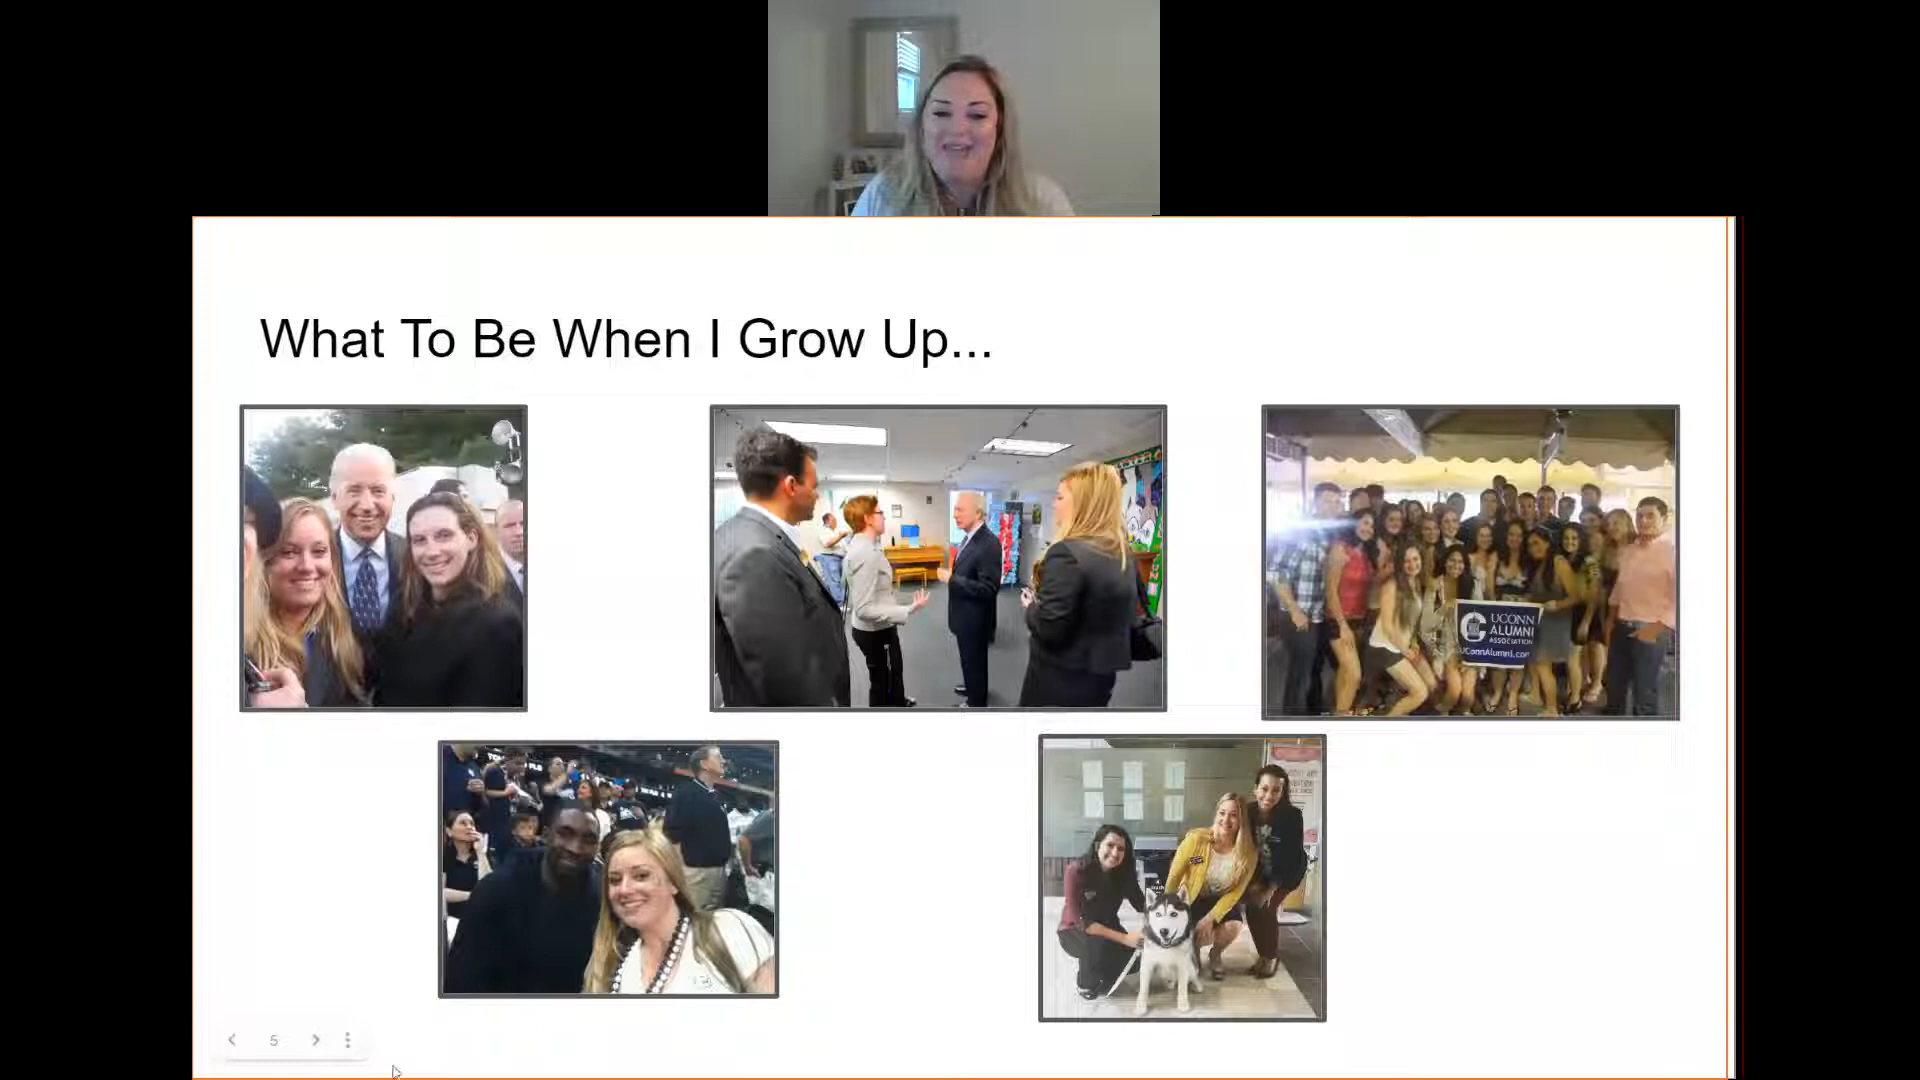 What To Be When I Grow Up...
UCONN
ALUMNI
ASSOCIATION
UConnAlumni.com
5